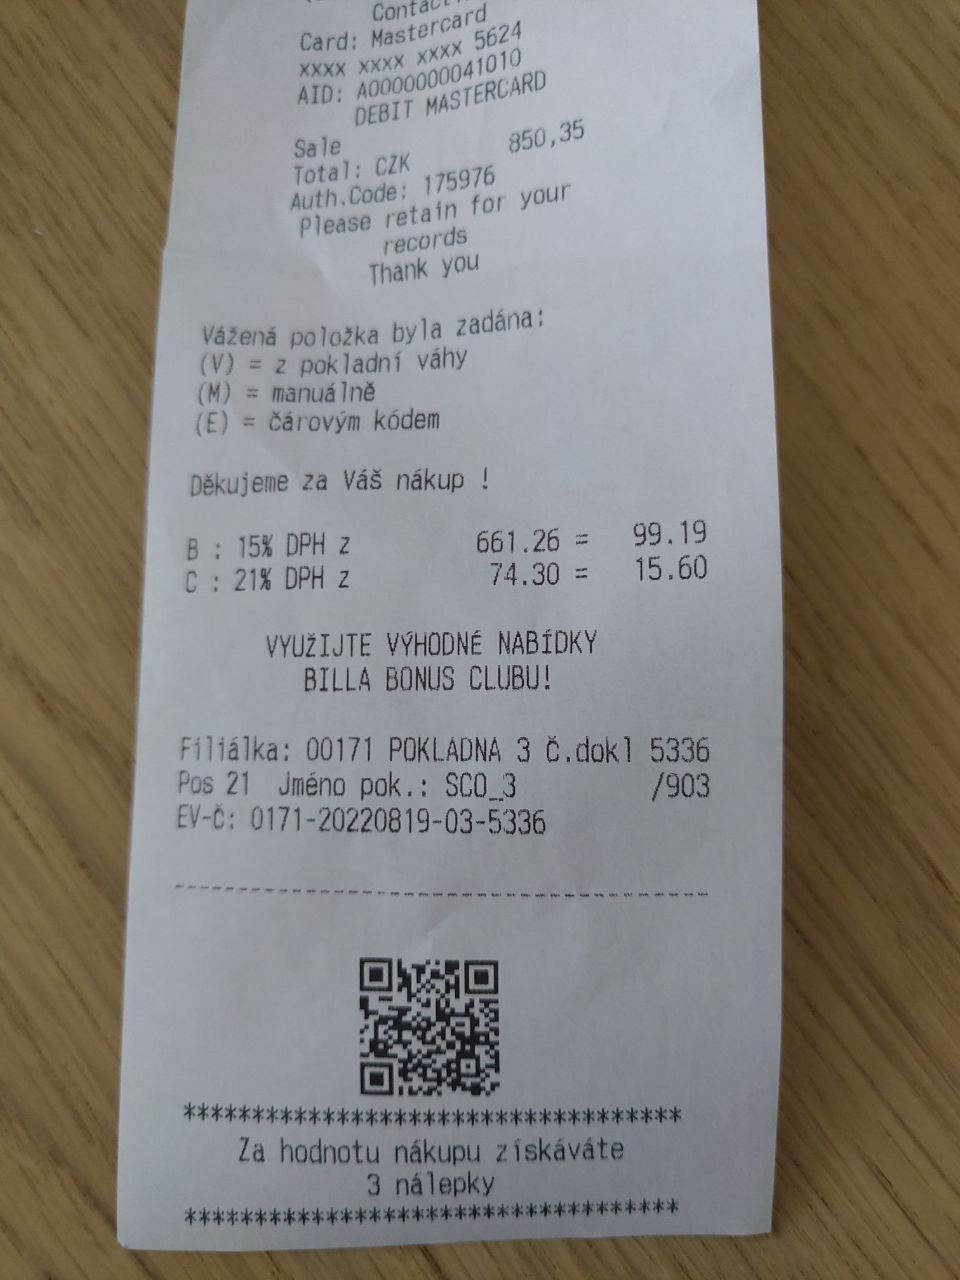 Contact
Card: Mastercard
xxxx xxxx xxxx 5624
AID: A0000000041010
DEBIT MASTERCARD
Sale
Total: CZK 850,35
Auth.Code: 175976
Please retain for your
records
Thank you
Vážená položka byla zadána:
(V) = z pokladní váhy
(M) = manuálně
(E) = čárovým kódem
Děkujeme za Váš nákup !
B : 15% DPH z 661.26 = 99.19
C : 21% DPH z 74.30 = 15.60
VYUŽIJTE VÝHODNÉ NABÍDKY
BILLA BONUS CLUBU!
Filiálka: 00171 POKLADNA 3 č.dokl 5336
Pos 21 Jméno pok.: SCO_3 /903
EV-Č: 0171-20220819-03-5336
************************************
Za hodnotu nákupu získáváte
3 nálepky
************************************